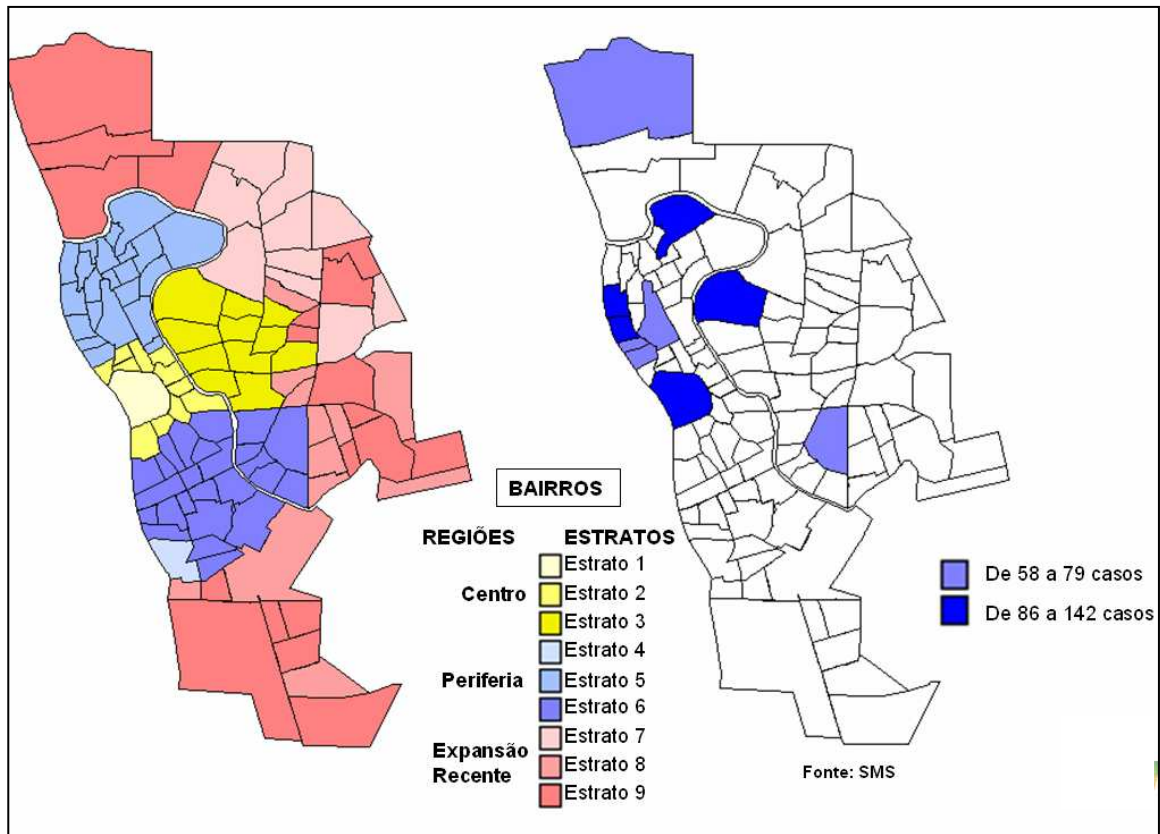 BAIRROS
REGIÕES ESTRATOS
Estrato 1
Centro Estrato 2
Estrato 3
Estrato 4
Periferia Estrato 5
Estrato 6
Estrato 7
Expansão
Recente Estrato 8
Estrato 9
De 58 a 79 casos
De 86 a 142 casos
Fonte: SMS